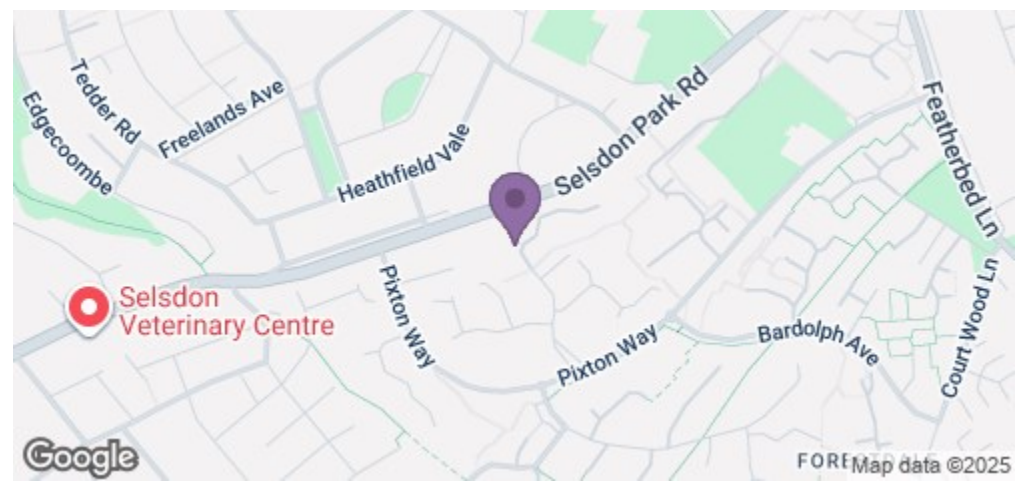 Tedder Rd
Edgecoombe
Freelands Ave
Heathfield Vale
Selsdon Park Rd
Featherbed Ln
Selsdon
Veterinary Centre
Pixton Way
Pixton Way
Bardolph Ave
Court Wood Ln
Google
Map data ©2025